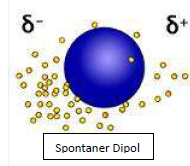 δ⁻ δ⁺
Spontaner Dipol